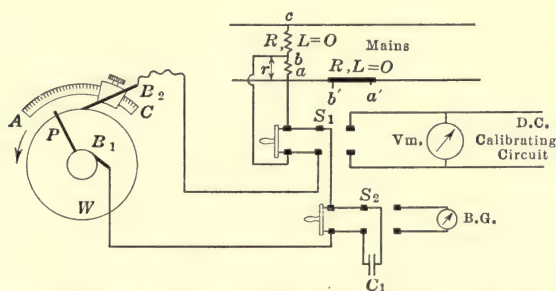 c
R, L=O
Mains
b
r
a
R, L=O
b' a'
A
B2
C
P
B1
W
S1
Vm.
D.C.
Calibrating
Circuit
S2
B.G.
C1